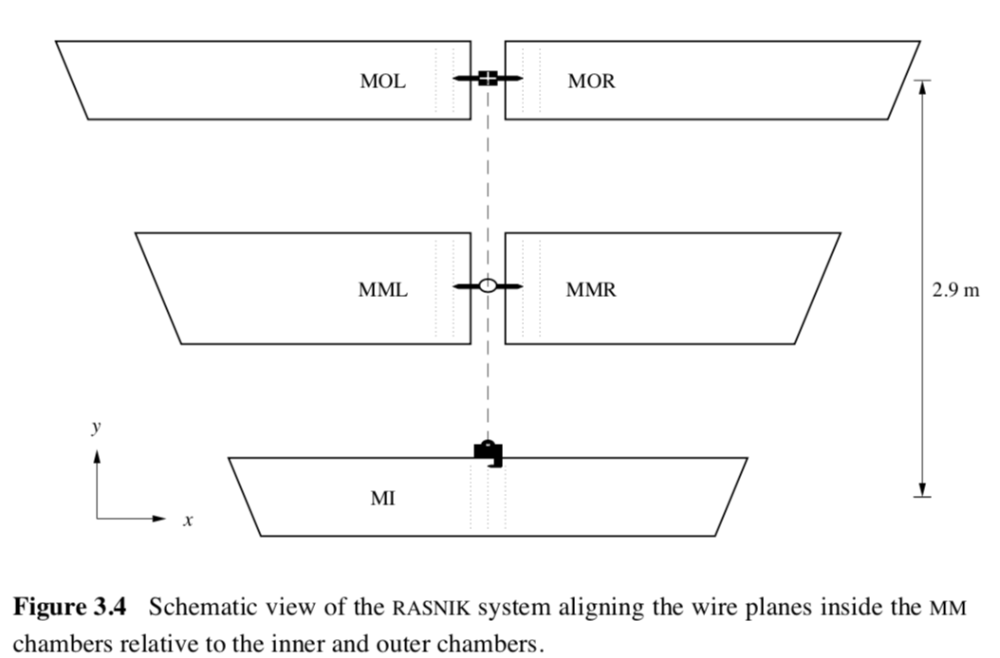 MOL
MOR
MML
MMR
2.9 m
y
MI
x
Figure 3.4 Schematic view of the RASNIK system aligning the wire planes inside the MM
chambers relative to the inner and outer chambers.